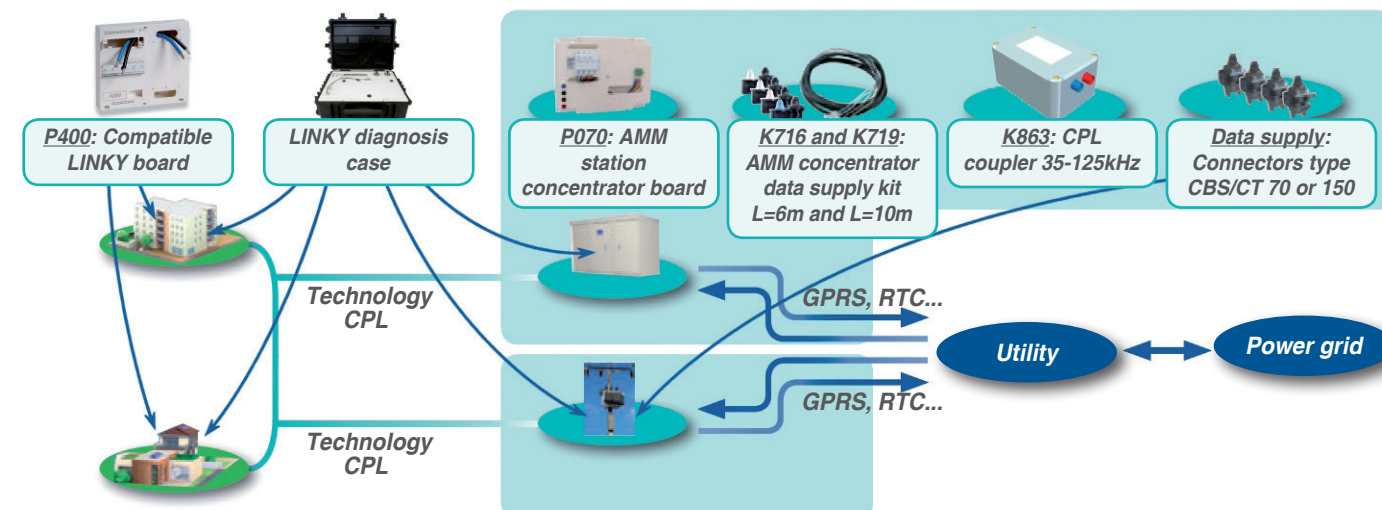 P400: Compatible
LINKY board
LINKY diagnosis
case
P070: AMM
station
concentrator board
K716 and K719:
AMM concentrator
data supply kit
L=6m and L=10m
K863: CPL
coupler 35-125kHz
Data supply:
Connectors type
CBS/CT 70 or 150
Technology
CPL
GPRS, RTC...
Utility
Power grid
GPRS, RTC...
Technology
CPL